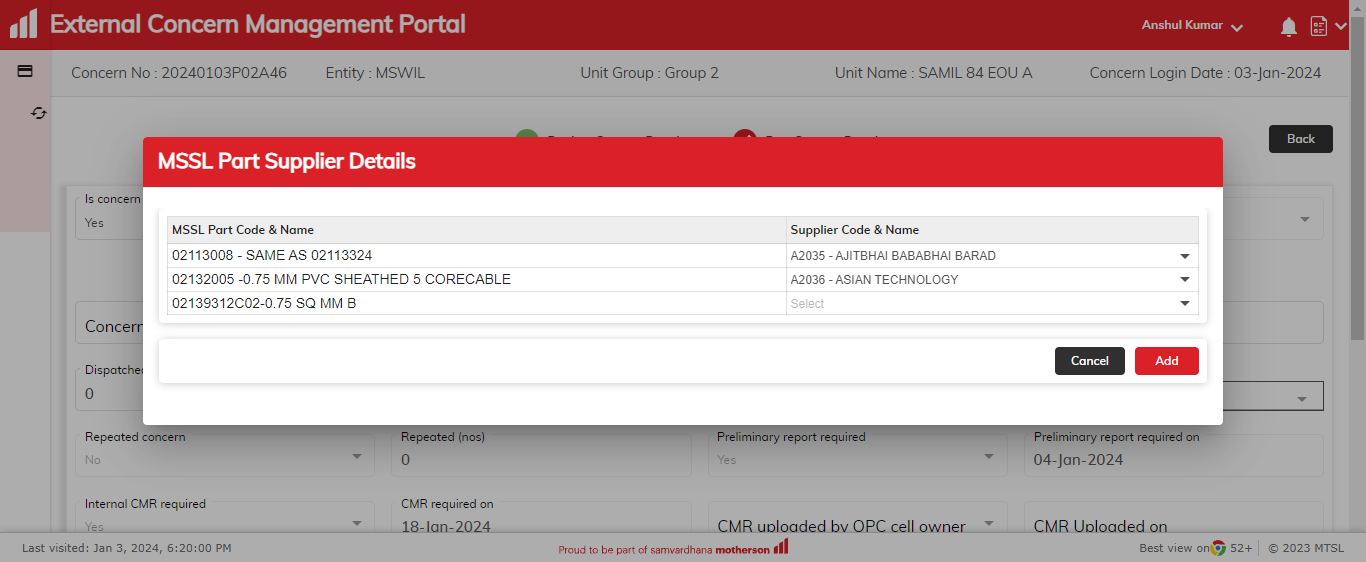 External Concern Management Portal
Anshul Kumar
Concern No : 20240103P02A46 Entity : MSWIL Unit Group : Group 2 Unit Name : SAMIL 84 EOU A Concern Login Date : 03-Jan-2024
Back
MSSL Part Supplier Details
Is concern
Yes
MSSL Part Code & Name Supplier Code & Name
02113008 - SAME AS 02113324 A2035 - AJITBHAI BABABHAI BARAD
02132005 -0.75 MM PVC SHEATHED 5 CORECABLE A2036 - ASIAN TECHNOLOGY
02139312C02-0.75 SQ MM B Select
Concern
Cancel Add
Dispatched
0
Repeated concern Repeated (nos) Preliminary report required Preliminary report required on
No 0 Yes 04-Jan-2024
Internal CMR required CMR required on
Yes 18-Jan-2024 CMR uploaded by OPC cell owner CMR Uploaded on
Last visited: Jan 3, 2024, 6:20:00 PM Proud to be part of samvardhana motherson Best view on 52+ © 2023 MTSL